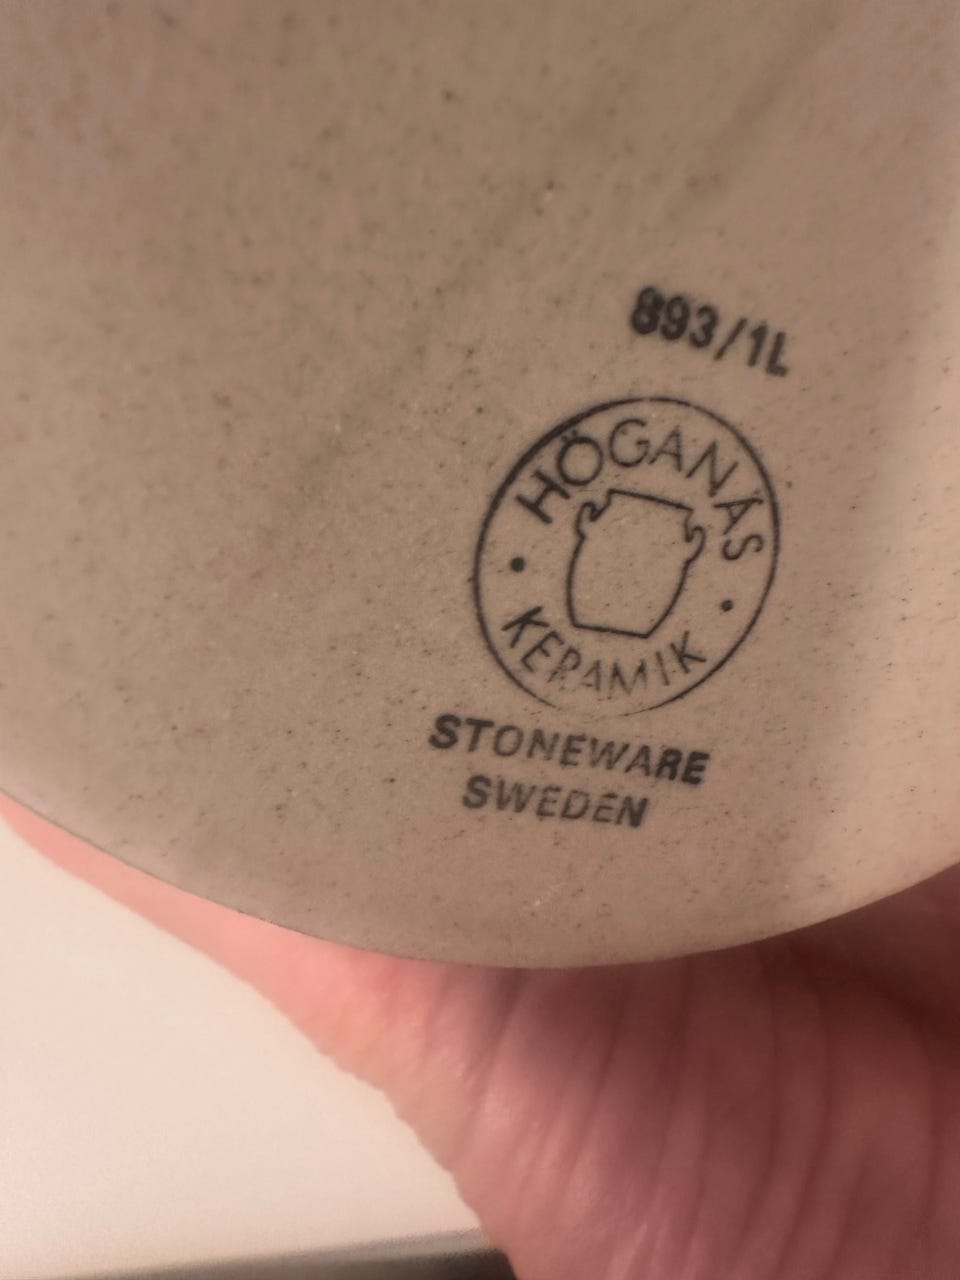 893/1L
HÖGANÄS
KERAMIK
STONEWARE
SWEDEN